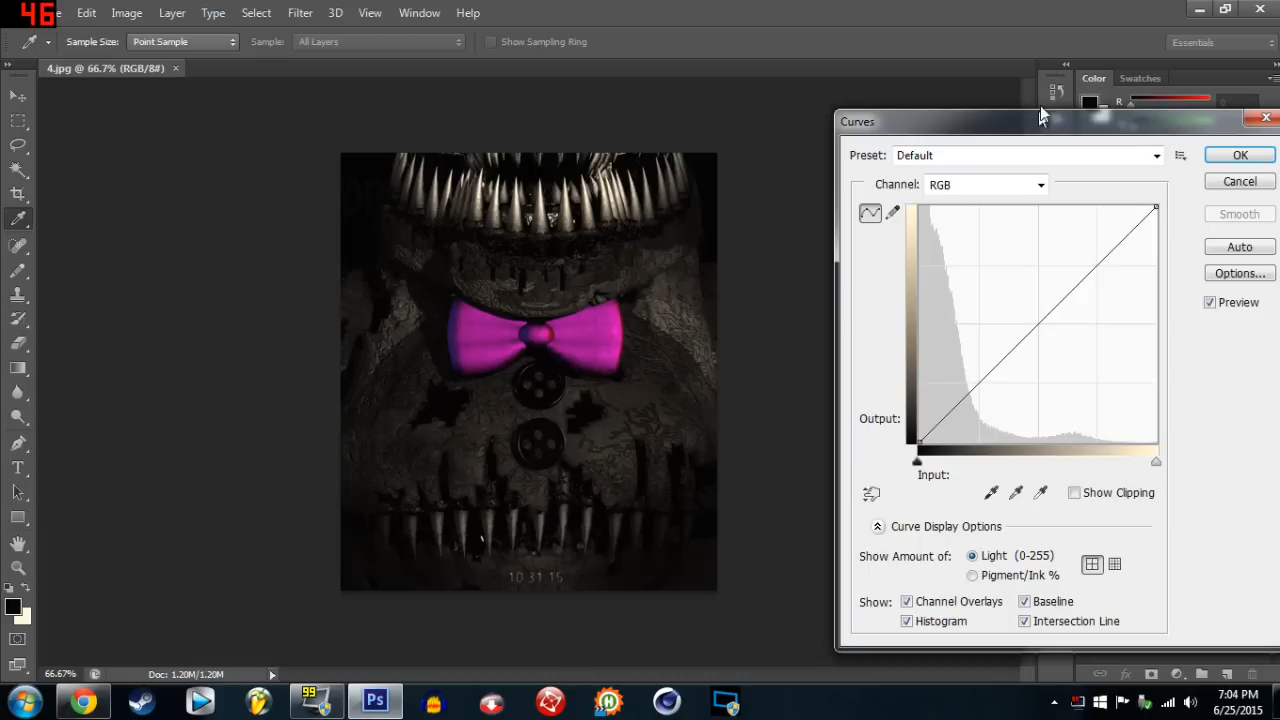 46
Edit Image Layer Type Select Filter 3D View Window Help
Sample Size: Point Sample Sample: All Layers Show Sampling Ring Essentials
4.jpg @ 66.7% (RGB/8#) ×
Color Swatches
R 0
Curves
Preset: Default OK
Channel: RGB Cancel
Smooth
Auto
Options...
Preview
Output:
Input:
Show Clipping
Curve Display Options
Show Amount of: Light (0-255)
Pigment/Ink %
Show: Channel Overlays Baseline
Histogram Intersection Line
10.31.15
66.67% Doc: 1.20M/1.20M
fx
99
Ps
H
7:04 PM
6/25/2015